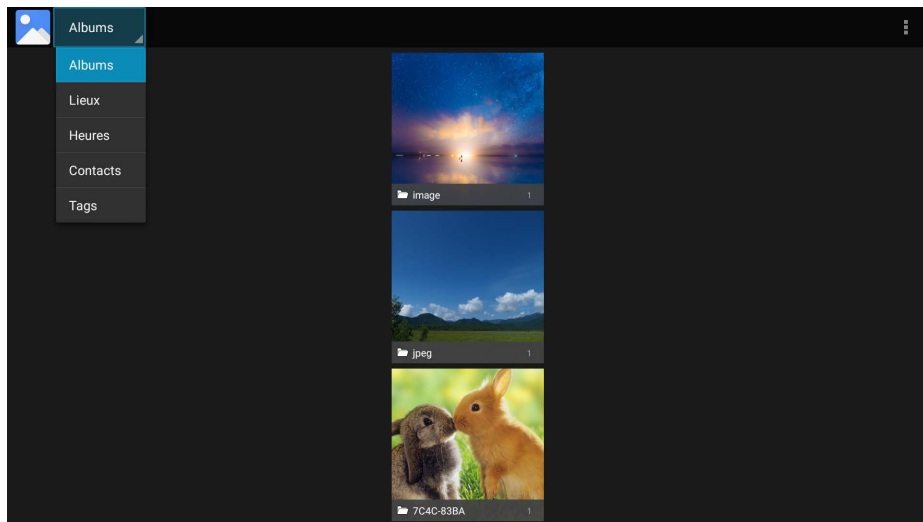 Albums
Albums
Lieux
Heures
Contacts
Tags
image 1
jpeg 1
7C4C-83BA 1